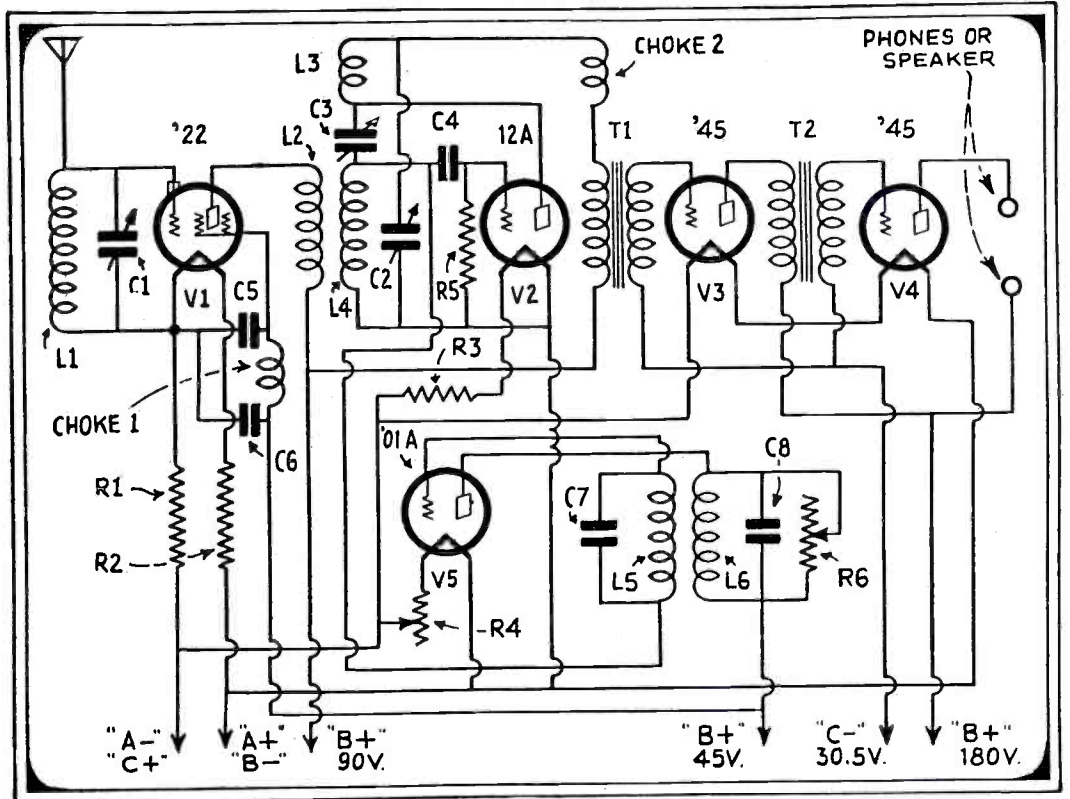 PHONES OR
SPEAKER
CHOKE 2
L3
C3
C4
'22
L2
12A
T1
'45
T2
'45
C1
V1
C5
L4
C2
R5
V2
V3
V4
L1
R3
CHOKE 1
C6
'01A
C8
C7
R1
R2
V5
L5
L6
R6
R4
"A-"
"C+"
"A+"
"B-"
"B+"
90V.
"B+"
45V.
"C-"
30.5V.
"B+"
180V.